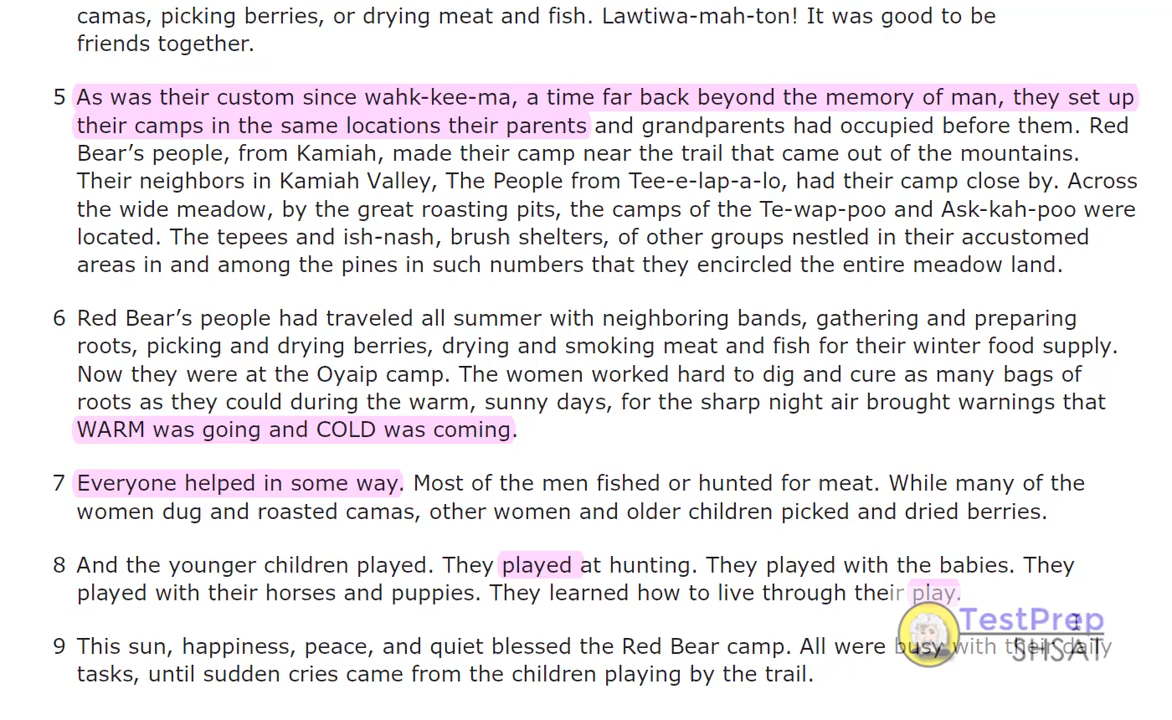 camas, picking berries, or drying meat and fish. Lawtiwa-mah-ton! It was good to be
friends together.
5 As was their custom since wahk-kee-ma, a time far back beyond the memory of man, they set up
their camps in the same locations their parents and grandparents had occupied before them. Red
Bear’s people, from Kamiah, made their camp near the trail that came out of the mountains.
Their neighbors in Kamiah Valley, The People from Tee-e-lap-a-lo, had their camp close by. Across
the wide meadow, by the great roasting pits, the camps of the Te-wap-poo and Ask-kah-poo were
located. The tepees and ish-nash, brush shelters, of other groups nestled in their accustomed
areas in and among the pines in such numbers that they encircled the entire meadow land.
6 Red Bear’s people had traveled all summer with neighboring bands, gathering and preparing
roots, picking and drying berries, drying and smoking meat and fish for their winter food supply.
Now they were at the Oyaip camp. The women worked hard to dig and cure as many bags of
roots as they could during the warm, sunny days, for the sharp night air brought warnings that
WARM was going and COLD was coming.
7 Everyone helped in some way. Most of the men fished or hunted for meat. While many of the
women dug and roasted camas, other women and older children picked and dried berries.
8 And the younger children played. They played at hunting. They played with the babies. They
played with their horses and puppies. They learned how to live through their play.
TestPrep
SHSAT
9 This sun, happiness, peace, and quiet blessed the Red Bear camp. All were busy with their daily
tasks, until sudden cries came from the children playing by the trail.